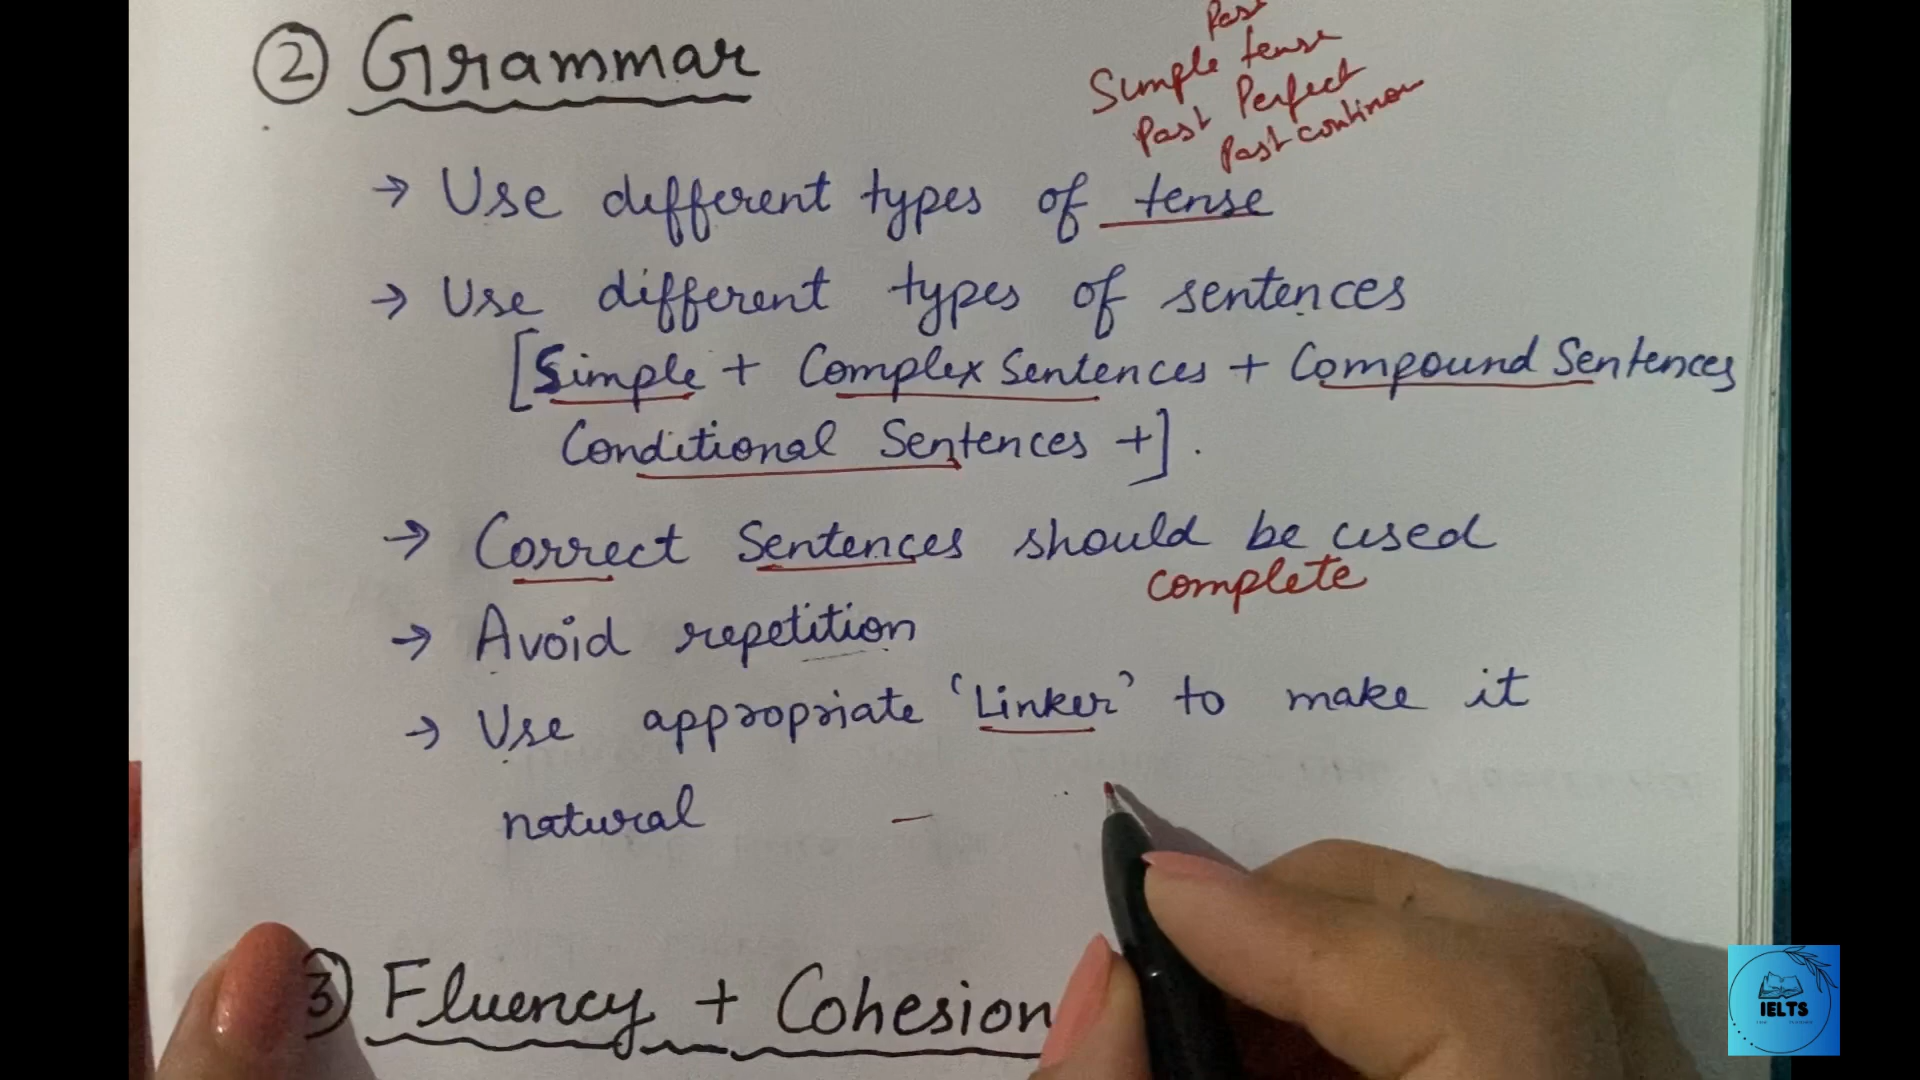 ② Grammar
Past
Simple tense
Past Perfect
Past continou
→ Use different types of tense
→ Use different types of sentences
[Simple + Complex Sentences + Compound Sentences
Conditional Sentences +].
→ Correct Sentences should be used
complete
→ Avoid repetition
→ Use appropriate 'Linker' to make it
natural
③ Fluency + Cohesion
IELTS